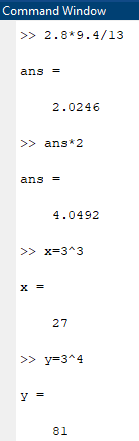 Command Window
>> 2.8*9.4/13
ans =
2.0246
>> ans*2
ans =
4.0492
>> x=3^3
x =
27
>> y=3^4
y =
81